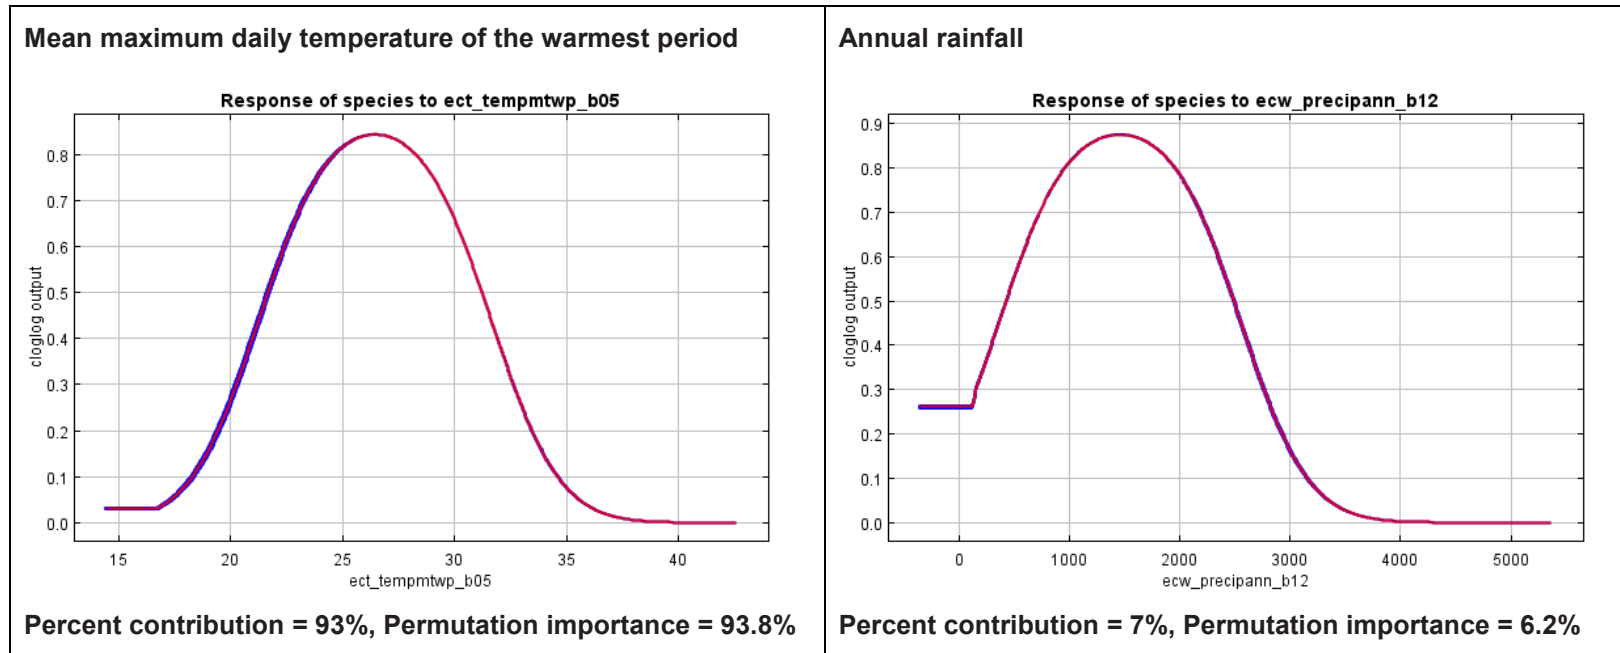 Mean maximum daily temperature of the warmest period
Response of species to ect_tempmtwp_b05
cloglog output
0.8
0.7
0.6
0.5
0.4
0.3
0.2
0.1
0.0
15 20 25 30 35 40
ect_tempmtwp_b05
Percent contribution = 93%, Permutation importance = 93.8%
Annual rainfall
Response of species to ecw_precipann_b12
cloglog output
0.9
0.8
0.7
0.6
0.5
0.4
0.3
0.2
0.1
0.0
0 1000 2000 3000 4000 5000
ecw_precipann_b12
Percent contribution = 7%, Permutation importance = 6.2%